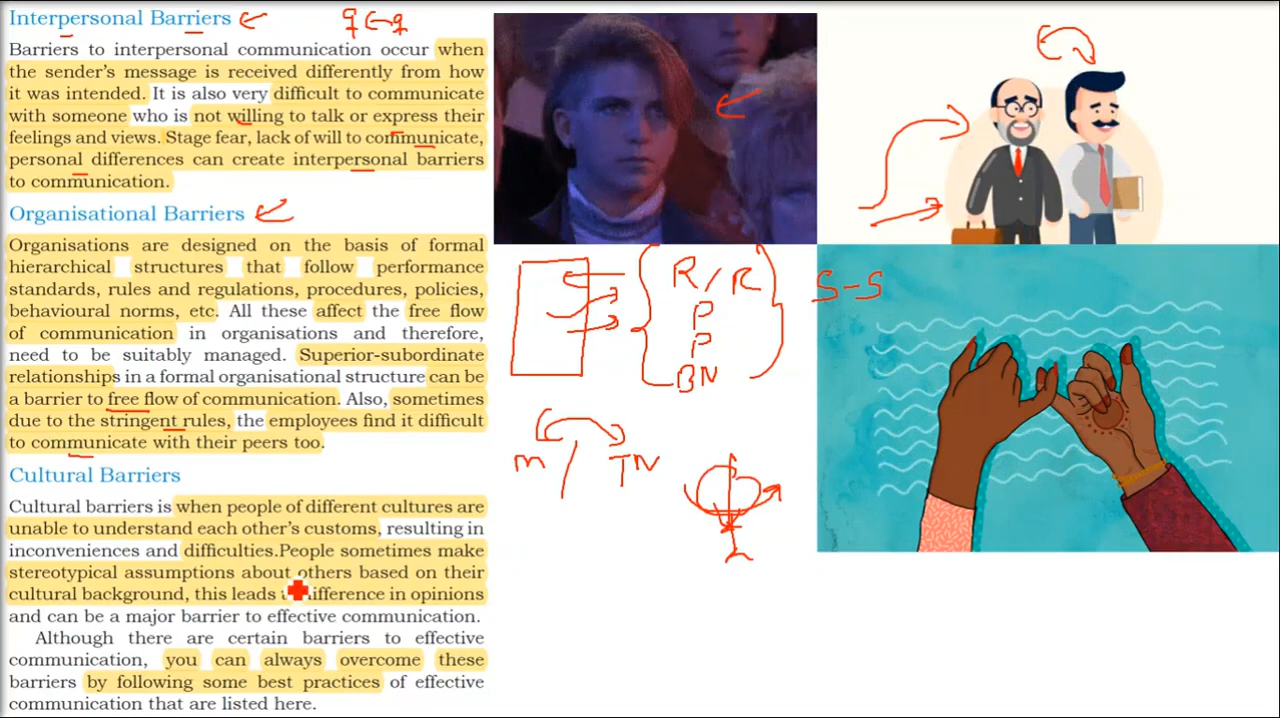 Interpersonal Barriers
Barriers to interpersonal communication occur when
the sender's message is received differently from how
it was intended. It is also very difficult to communicate
with someone who is not willing to talk or express their
feelings and views. Stage fear, lack of will to communicate,
personal differences can create interpersonal barriers
to communication.
Organisational Barriers
Organisations are designed on the basis of formal
hierarchical structures that follow performance
standards, rules and regulations, procedures, policies,
behavioural norms, etc. All these affect the free flow
of communication in organisations and therefore,
need to be suitably managed. Superior-subordinate
relationships in a formal organisational structure can be
a barrier to free flow of communication. Also, sometimes
due to the stringent rules, the employees find it difficult
to communicate with their peers too.
Cultural Barriers
Cultural barriers is when people of different cultures are
unable to understand each other's customs, resulting in
inconveniences and difficulties.People sometimes make
stereotypical assumptions about others based on their
cultural background, this leads difference in opinions
and can be a major barrier to effective communication.
Although there are certain barriers to effective
communication, you can always overcome these
barriers by following some best practices of effective
communication that are listed here.
R/R
P
P
BN
S-S
M TN